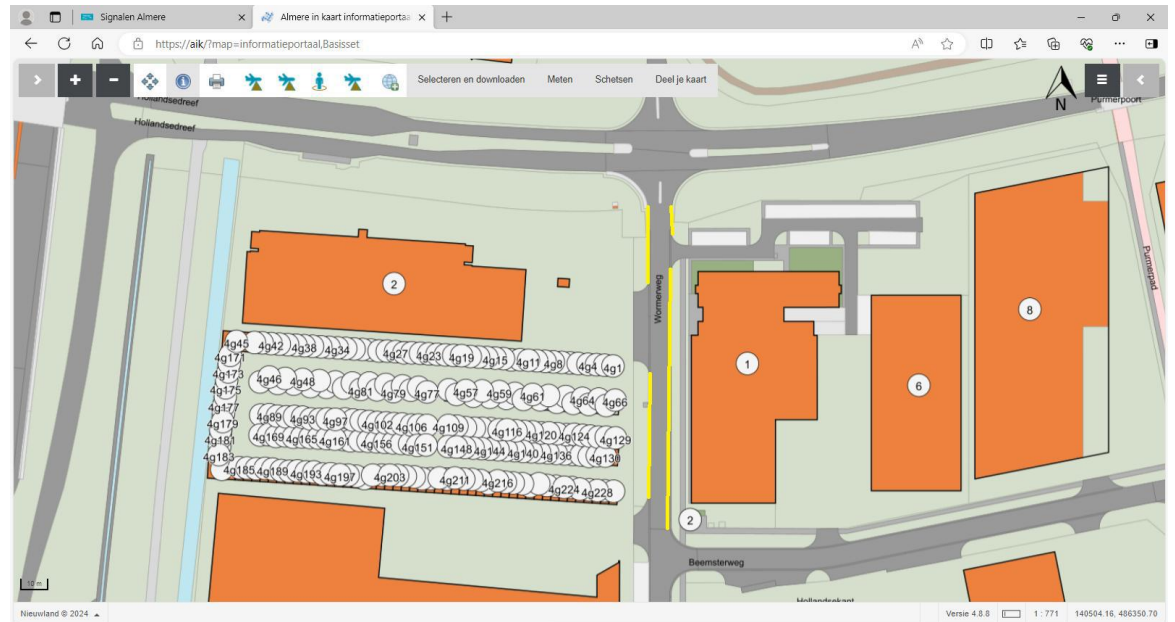 Signalen Almere
Almere in kaart informatieportaa
https://aik/?map=informatieportaal,Basisset
Selecteren en downloaden Meten Schetsen Deel je kaart
N
Purmerpoort
Hollandsedreef
Hollandsedreef
Purmerpad
Wormerweg
2
8
1
6
4g45 4g42 4g38 4g34 4g27 4g23 4g19 4g15 4g11 4g8 4g4 4g1
4g171
4g173
4g46 4g48 4g81 4g79 4g77 4g57 4g59 4g61 4g64 4g66
4g175
4g177
4g89 4g93 4g97 4g102 4g106 4g109 4g116 4g120 4g124 4g129
4g179
4g181
4g169 4g165 4g161 4g156 4g151 4g148 4g144 4g140 4g136 4g130
4g183
4g185 4g189 4g193 4g197 4g203 4g211 4g216 4g224 4g228
2
Beemsterweg
10 m
Hollandsekant
Nieuwland © 2024 Versie 4.8.8 1 : 771 140504.16, 486350.70